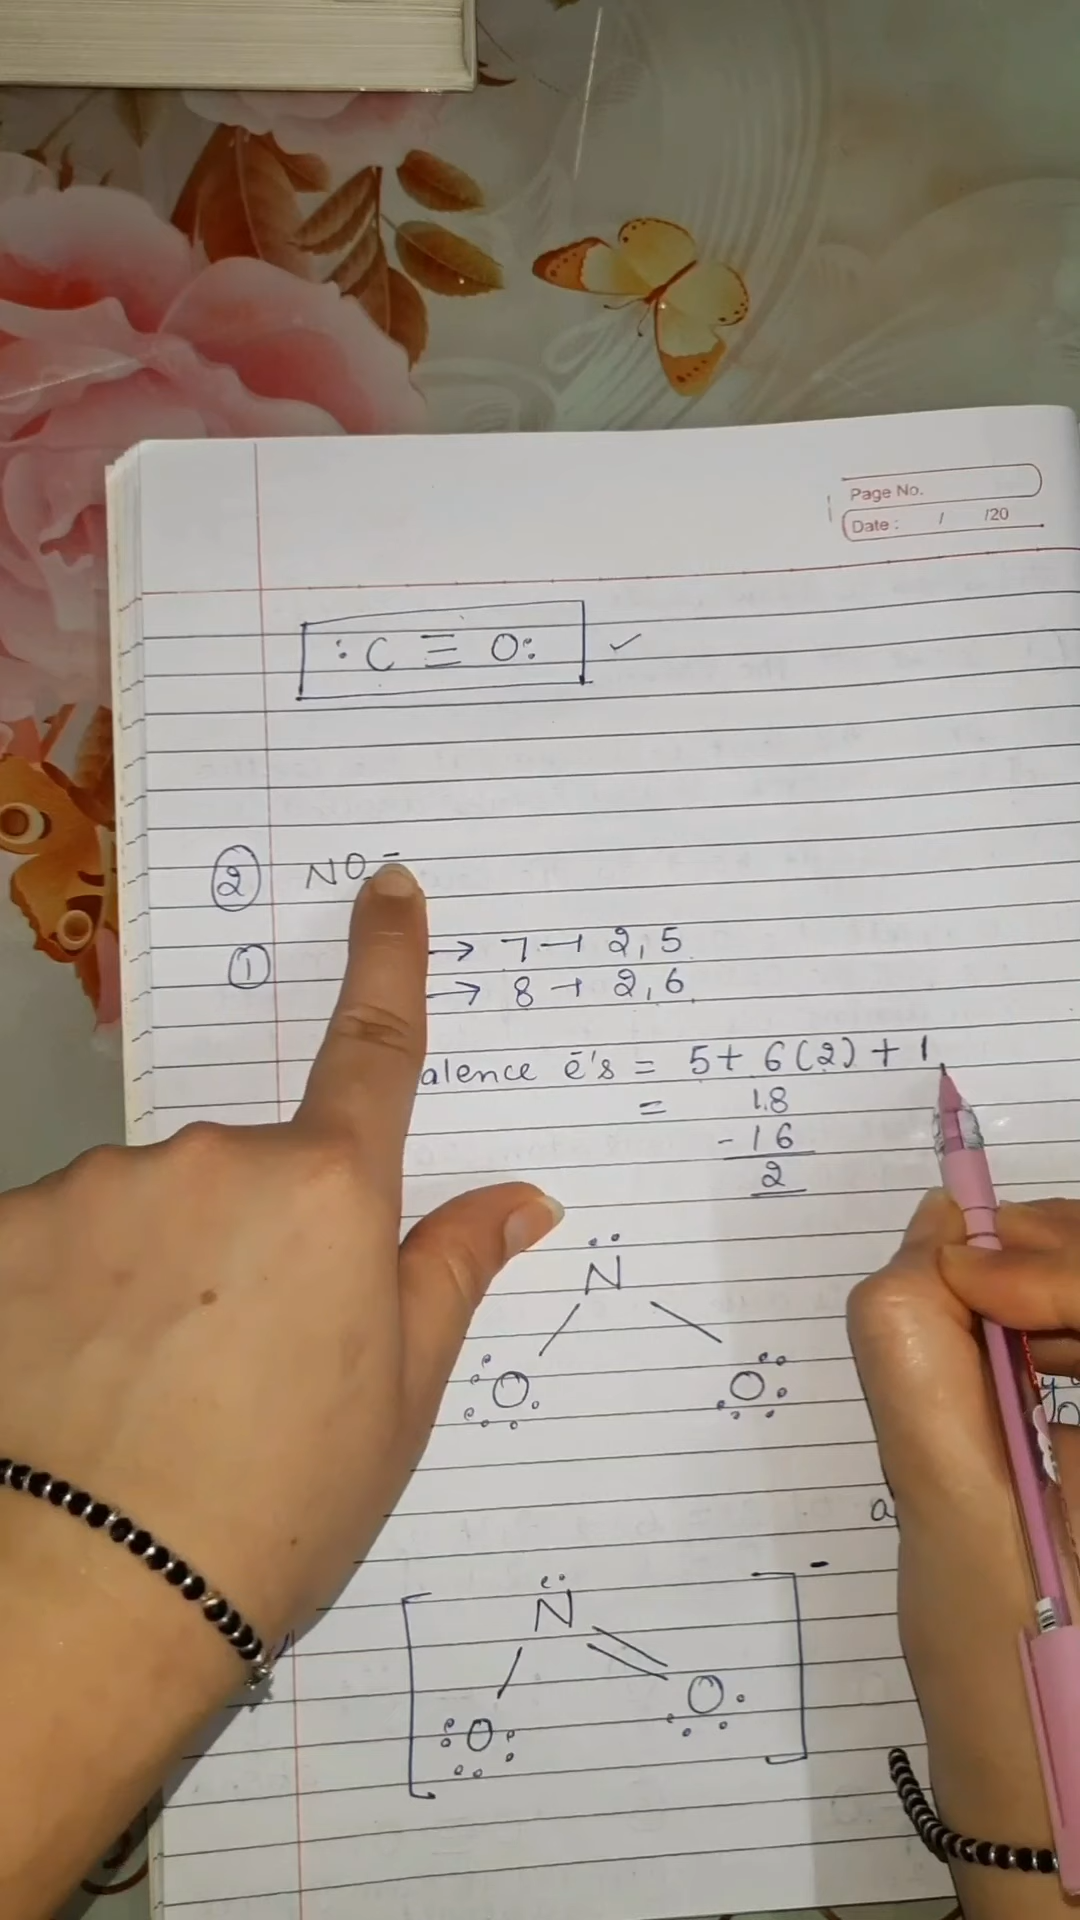 Page No.
Date : / /20
:C ≡ O: ✓
② NO₂⁻
① → 7 → 2, 5
→ 8 → 2, 6
alence ē's = 5 + 6(2) + 1
= 18
- 16
2
N
O O
a
[N
O O]⁻